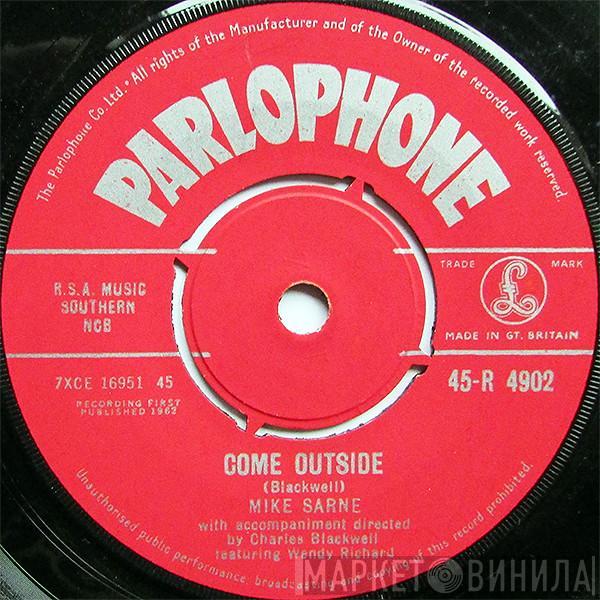 The Parlophone Co. Ltd. • All rights of the Manufacturer and of the Owner of the recorded work reserved.
PARLOPHONE
R.S.A. MUSIC
SOUTHERN
NCB
TRADE MARK
£
MADE IN GT. BRITAIN
7XCE 16951 45
45-R 4902
RECORDING FIRST
PUBLISHED 1962
COME OUTSIDE
(Blackwell)
MIKE SARNE
with accompaniment directed
by Charles Blackwell
featuring Wendy Richard
Unauthorised public performance, broadcasting and copying of this record prohibited.
МАРКЕТ ВИНИЛА